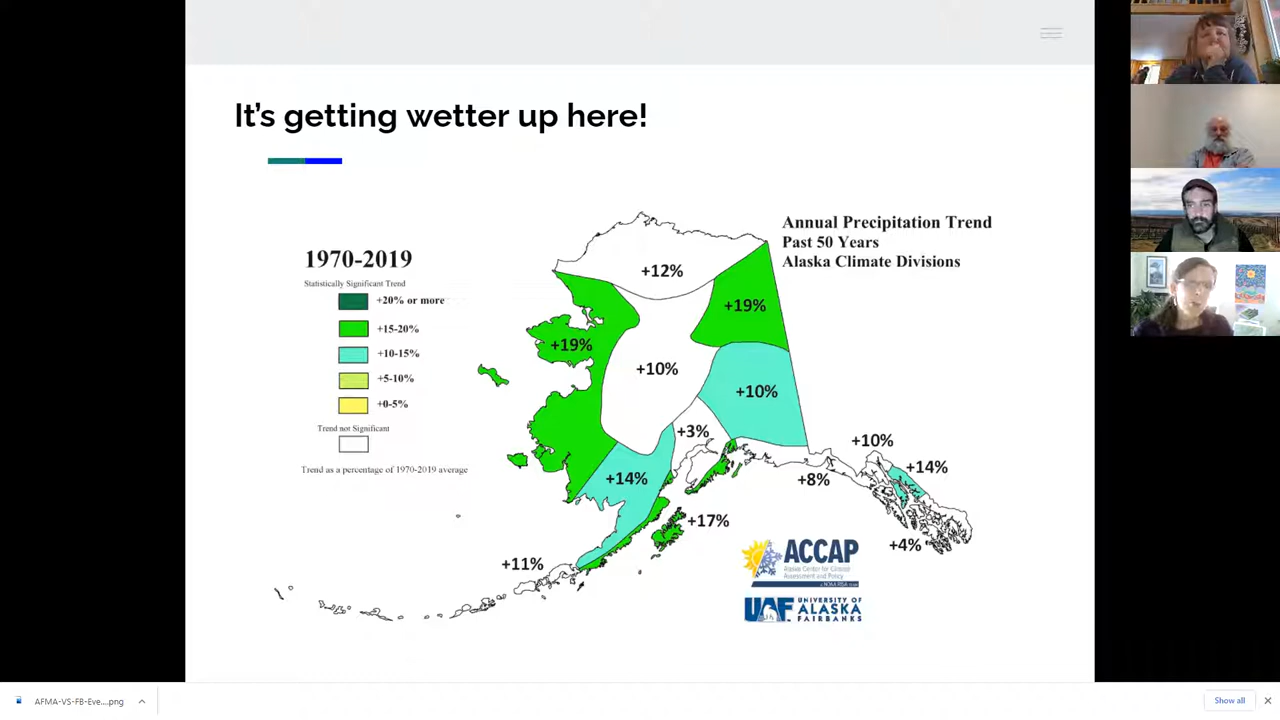 It's getting wetter up here!
Annual Precipitation Trend
Past 50 Years
Alaska Climate Divisions
1970-2019
Statistically Significant Trend
+20% or more
+15-20%
+10-15%
+5-10%
+0-5%
Trend not Significant
Trend as a percentage of 1970-2019 average
+12%
+19%
+19%
+10%
+10%
+3%
+14%
+10%
+14%
+8%
+17%
+4%
+11%
ACCAP
Alaska Center for Climate
Assessment and Policy
UAF UNIVERSITY OF
ALASKA
FAIRBANKS
AFMA-VS-FB-Eve....png
Show all